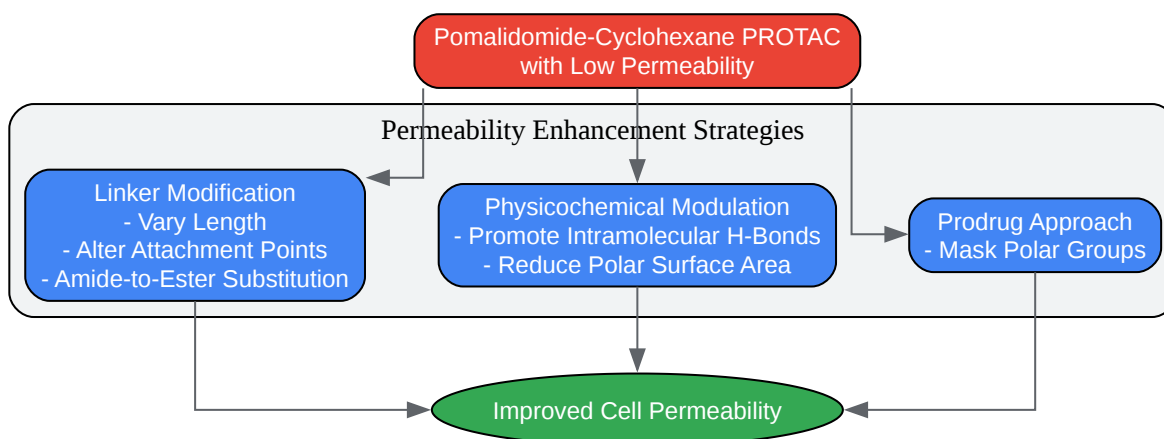 Pomalidomide-Cyclohexane PROTAC
with Low Permeability
Permeability Enhancement Strategies
Linker Modification
- Vary Length
- Alter Attachment Points
- Amide-to-Ester Substitution
Physicochemical Modulation
- Promote Intramolecular H-Bonds
- Reduce Polar Surface Area
Prodrug Approach
- Mask Polar Groups
Improved Cell Permeability